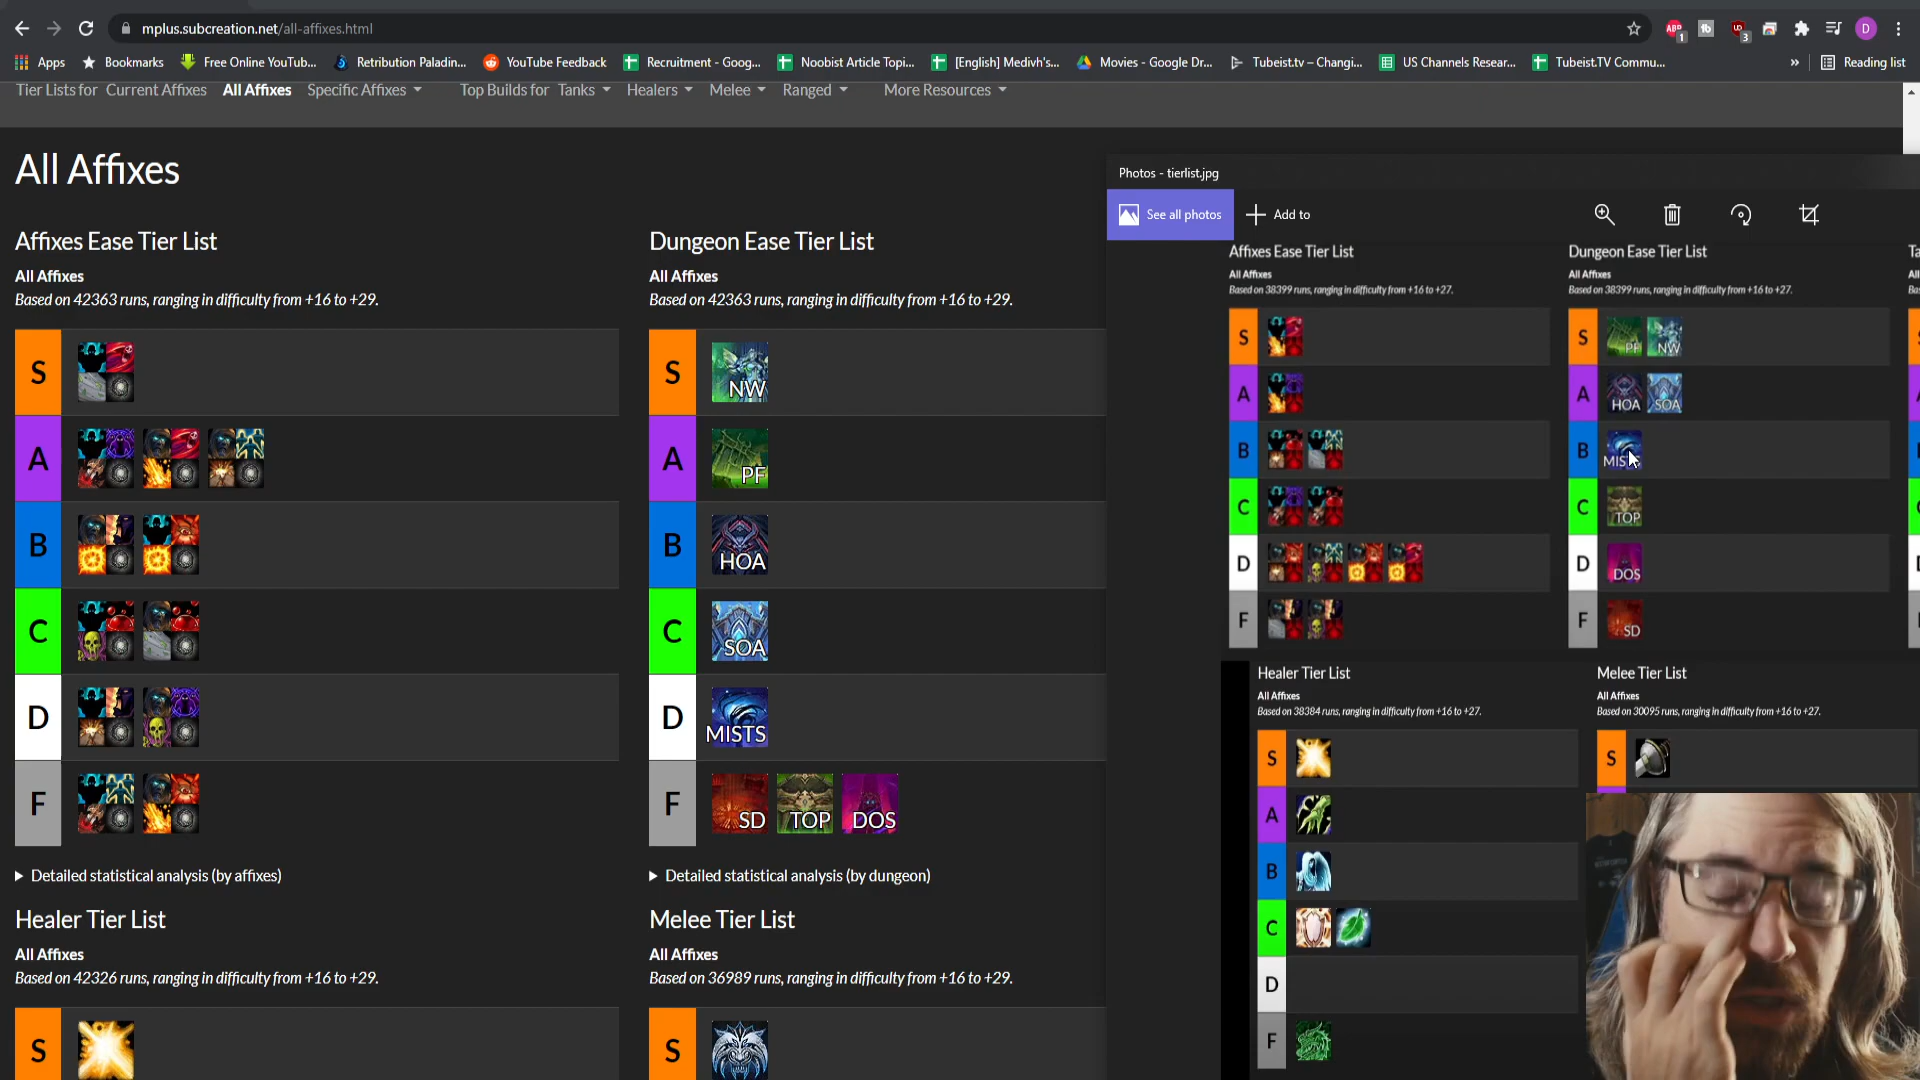 mplus.subcreation.net/all-affixes.html
Apps Bookmarks Free Online YouTub... Retribution Paladin... YouTube Feedback Recruitment - Goog... Noobist Article Topi... [English] Medivh's... Movies - Google Dr... Tubeist.tv – Changi... US Channels Resear... Tubeist.TV Commu... » Reading list
Tier Lists for Current Affixes All Affixes Specific Affixes Top Builds for Tanks Healers Melee Ranged More Resources
All Affixes
Affixes Ease Tier List
All Affixes
Based on 42363 runs, ranging in difficulty from +16 to +29.
S
A
B
C
D
F
Detailed statistical analysis (by affixes)
Dungeon Ease Tier List
All Affixes
Based on 42363 runs, ranging in difficulty from +16 to +29.
S NW
A PF
B HOA
C SOA
D MISTS
F SD TOP DOS
Detailed statistical analysis (by dungeon)
Healer Tier List
All Affixes
Based on 42326 runs, ranging in difficulty from +16 to +29.
S
Melee Tier List
All Affixes
Based on 36989 runs, ranging in difficulty from +16 to +29.
S
Photos - tierlist.jpg
See all photos Add to
Affixes Ease Tier List
All Affixes
Based on 38399 runs, ranging in difficulty from +16 to +27.
S
A
B
C
D
F
Dungeon Ease Tier List
All Affixes
Based on 38399 runs, ranging in difficulty from +16 to +27.
S PF NW
A HOA SOA
B MISTS
C TOP
D DOS
F SD
Healer Tier List
All Affixes
Based on 38384 runs, ranging in difficulty from +16 to +27.
S
A
B
C
D
F
Melee Tier List
All Affixes
Based on 30095 runs, ranging in difficulty from +16 to +27.
S